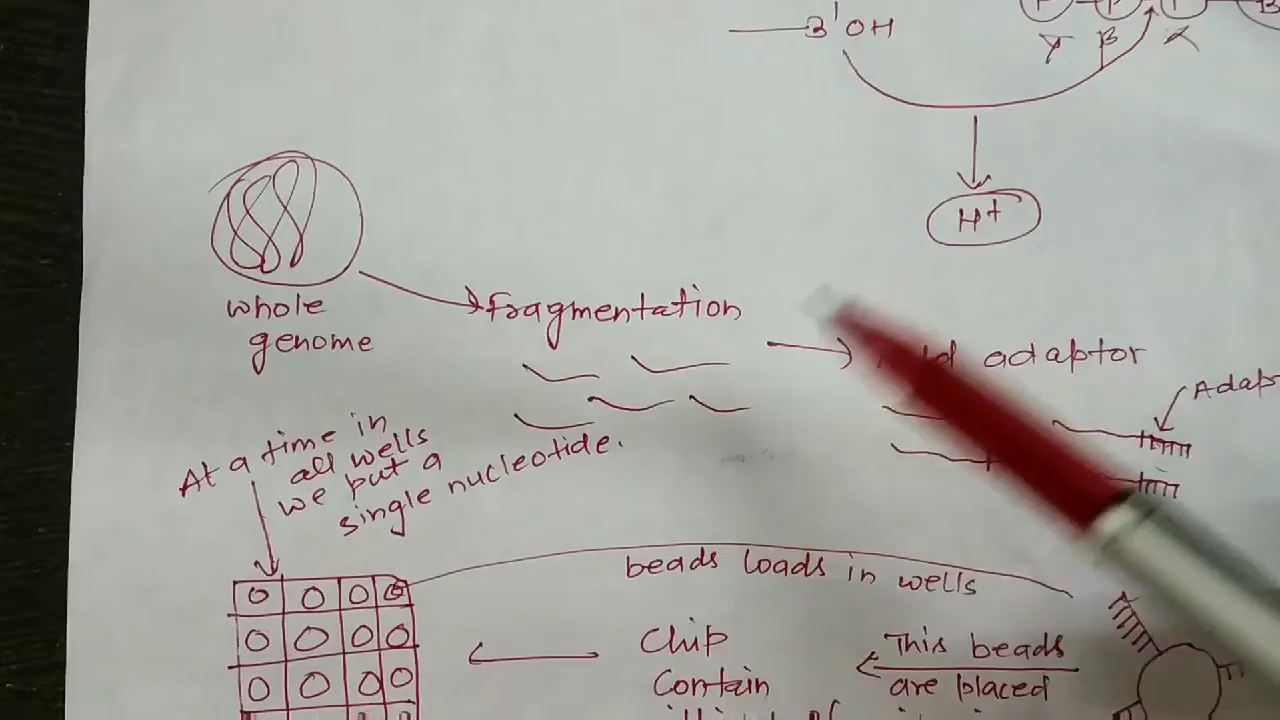 3'OH
P P P
γ β α
H+
whole
genome
fragmentation
adaptor
Adap
At a time in
all wells
we put a
single nucleotide.
beads loads in wells
Chip
Contain
This beads
are placed